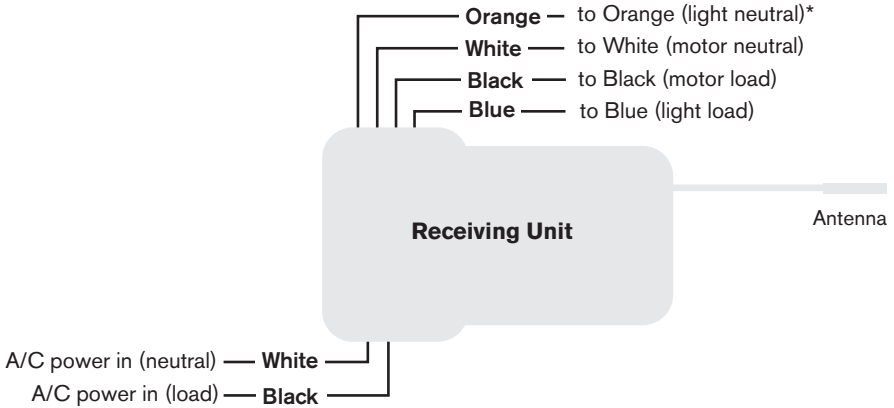 Orange to Orange (light neutral)*
White to White (motor neutral)
Black to Black (motor load)
Blue to Blue (light load)
Antenna
Receiving Unit
A/C power in (neutral) White
A/C power in (load) Black